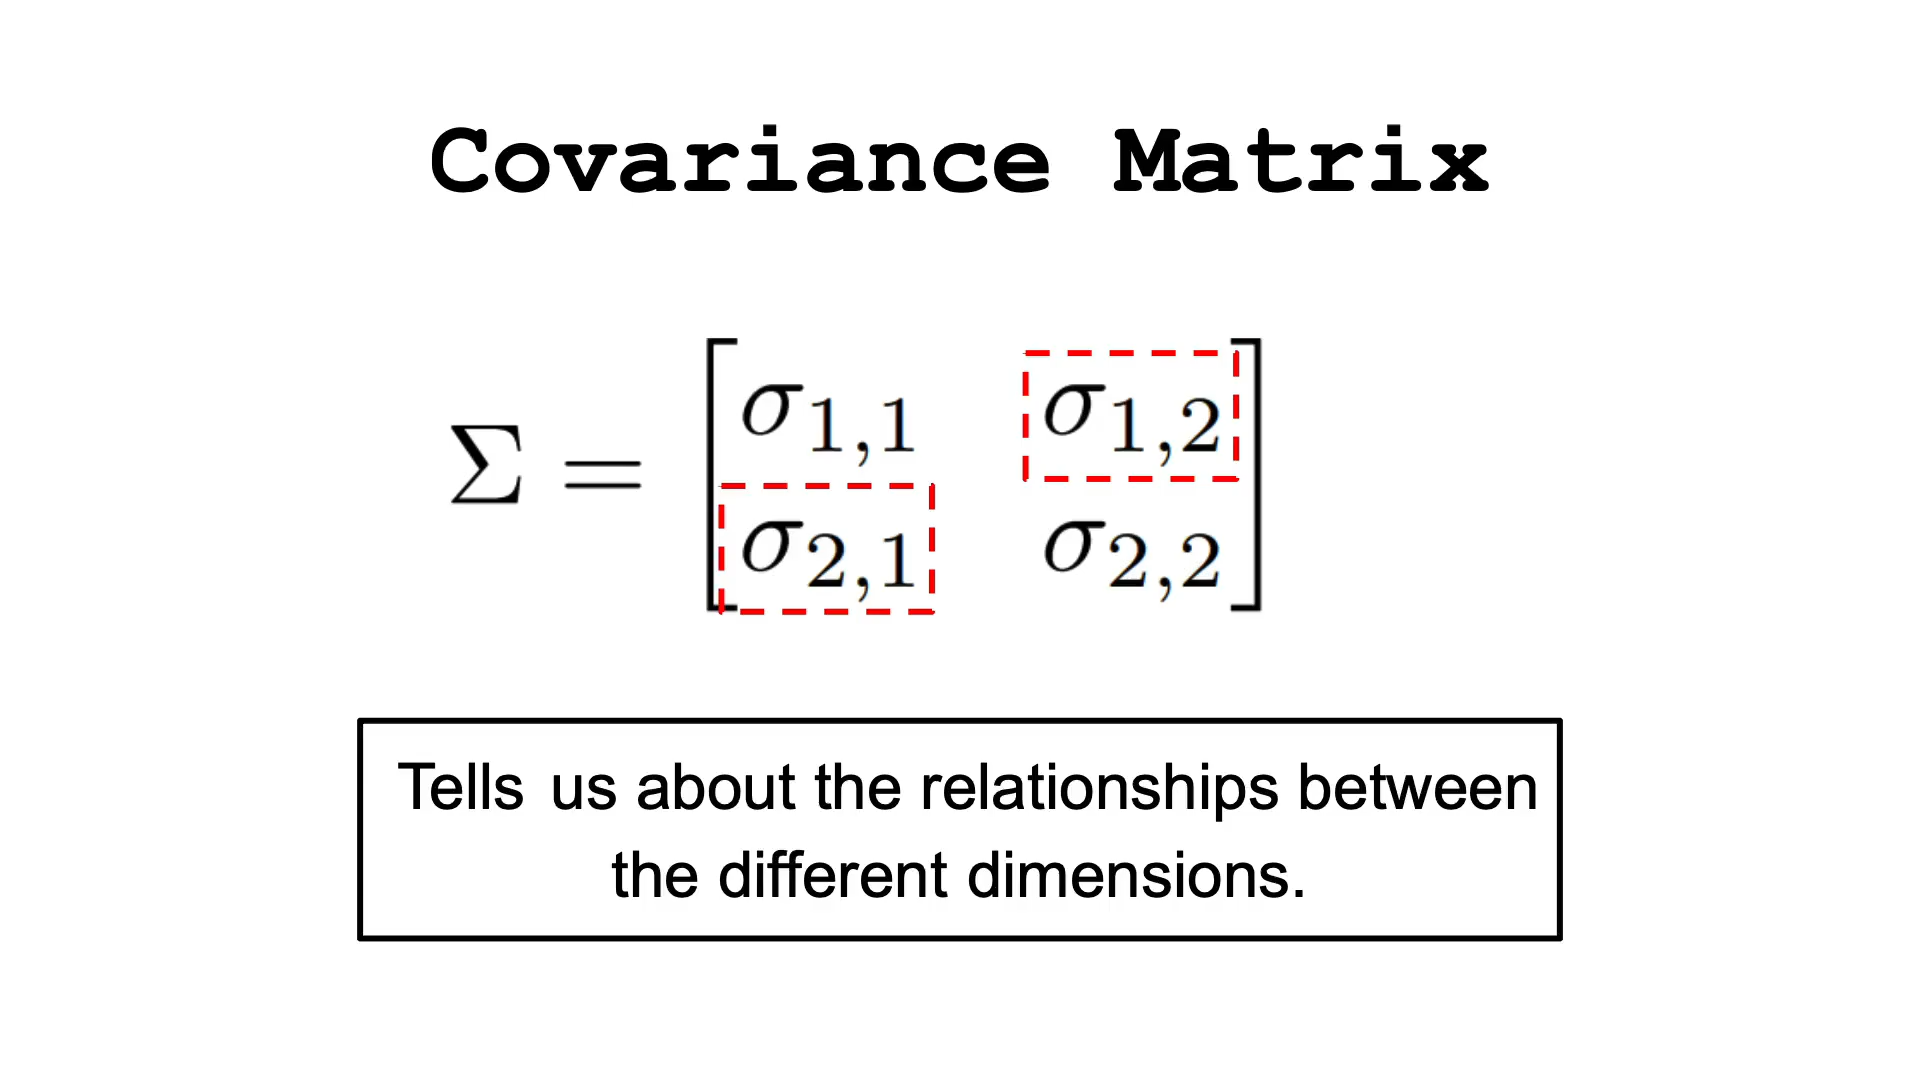 Covariance Matrix
Σ = [σ1,1 σ1,2
σ2,1 σ2,2]
Tells us about the relationships between
the different dimensions.